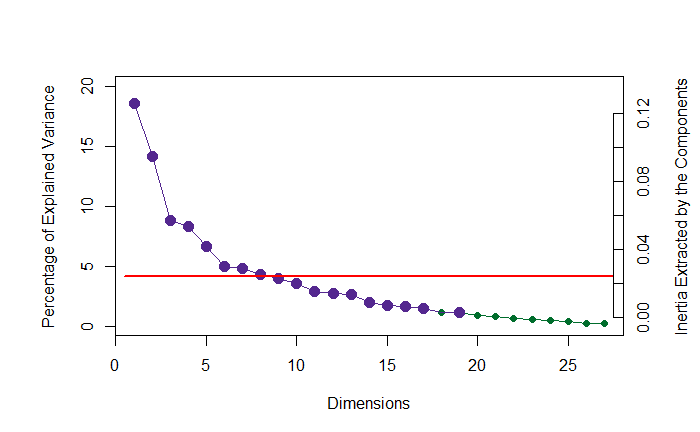 Percentage of Explained Variance
20
15
10
5
0
0.12
0.08
0.04
0.00
Inertia Extracted by the Components
0 5 10 15 20 25
Dimensions